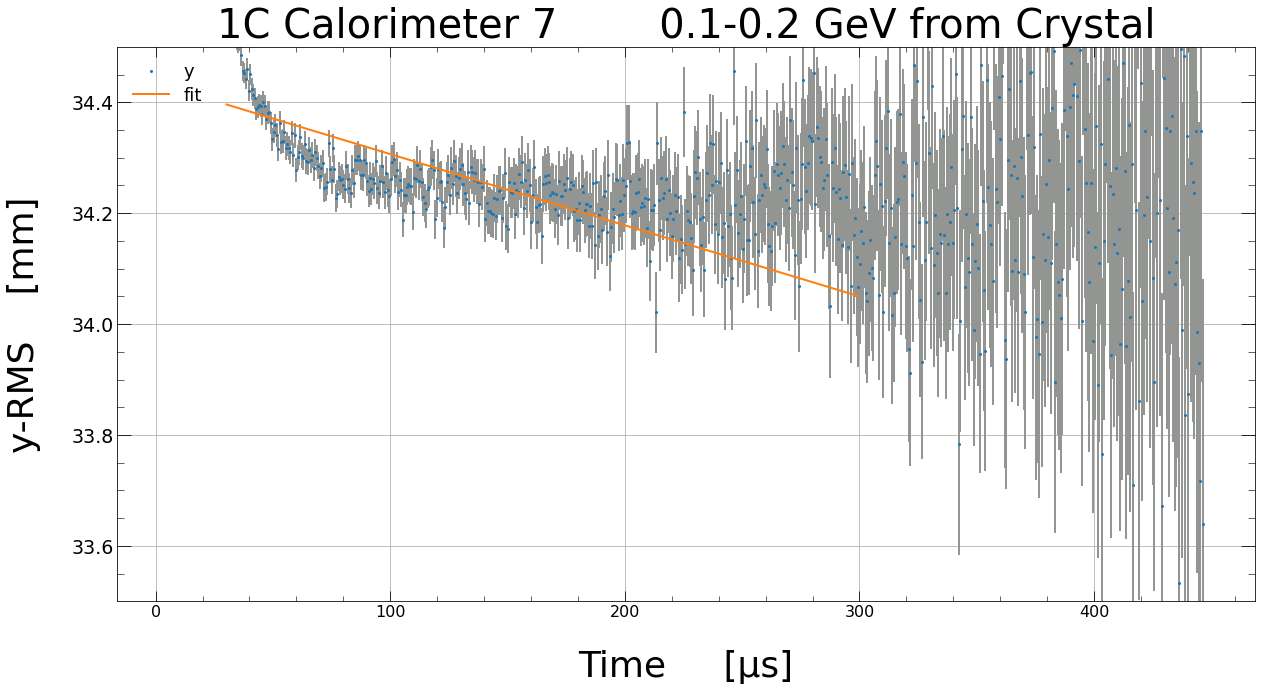 1C Calorimeter 7 0.1-0.2 GeV from Crystal
y
fit
34.4
34.2
34.0
33.8
33.6
y-RMS [mm]
0 100 200 300 400
Time [μs]